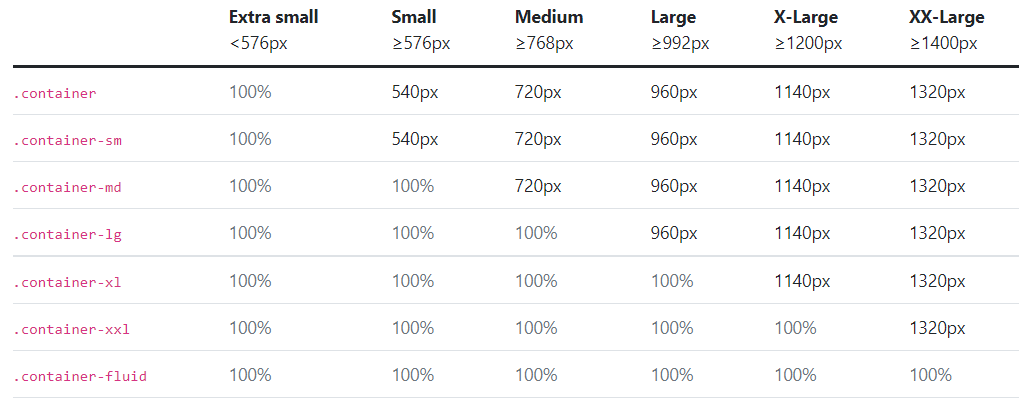 Extra small Small Medium Large X-Large XX-Large
<576px ≥576px ≥768px ≥992px ≥1200px ≥1400px
.container 100% 540px 720px 960px 1140px 1320px
.container-sm 100% 540px 720px 960px 1140px 1320px
.container-md 100% 100% 720px 960px 1140px 1320px
.container-lg 100% 100% 100% 960px 1140px 1320px
.container-xl 100% 100% 100% 100% 1140px 1320px
.container-xxl 100% 100% 100% 100% 100% 1320px
.container-fluid 100% 100% 100% 100% 100% 100%